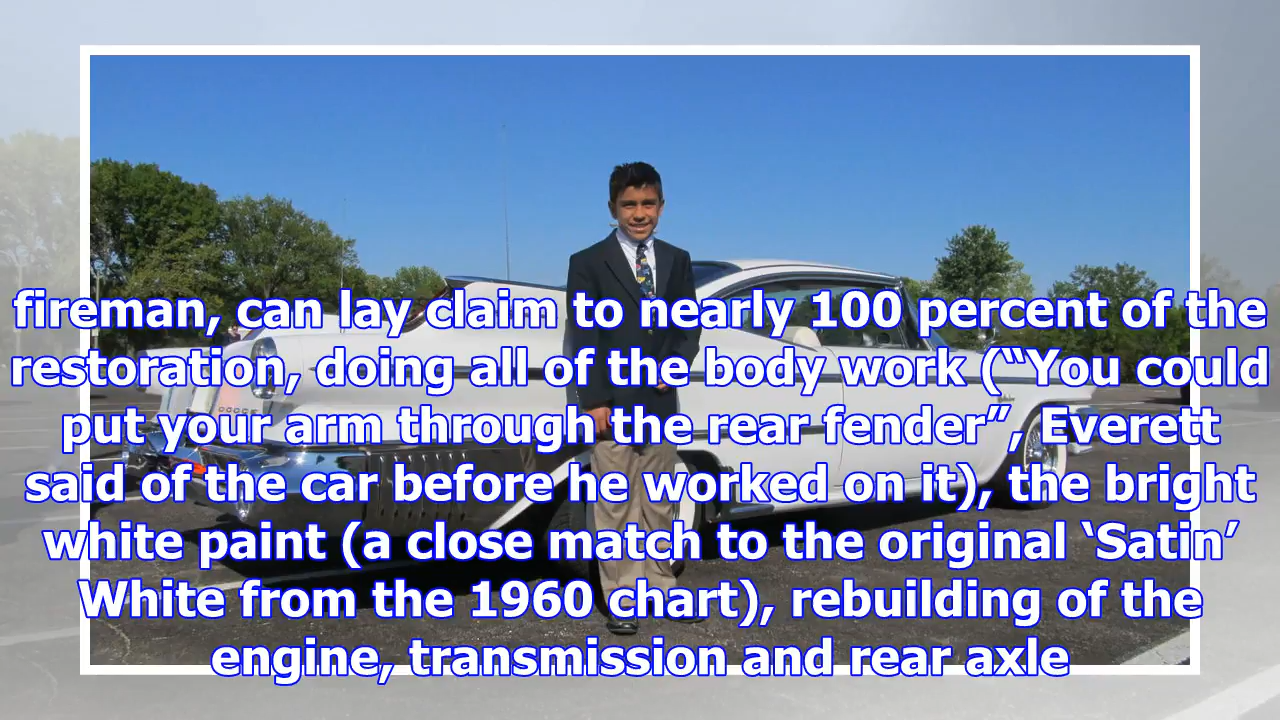 fireman, can lay claim to nearly 100 percent of the
restoration, doing all of the body work (“You could
put your arm through the rear fender”, Everett
said of the car before he worked on it), the bright
white paint (a close match to the original ‘Satin’
White from the 1960 chart), rebuilding of the
engine, transmission and rear axle
DODGE